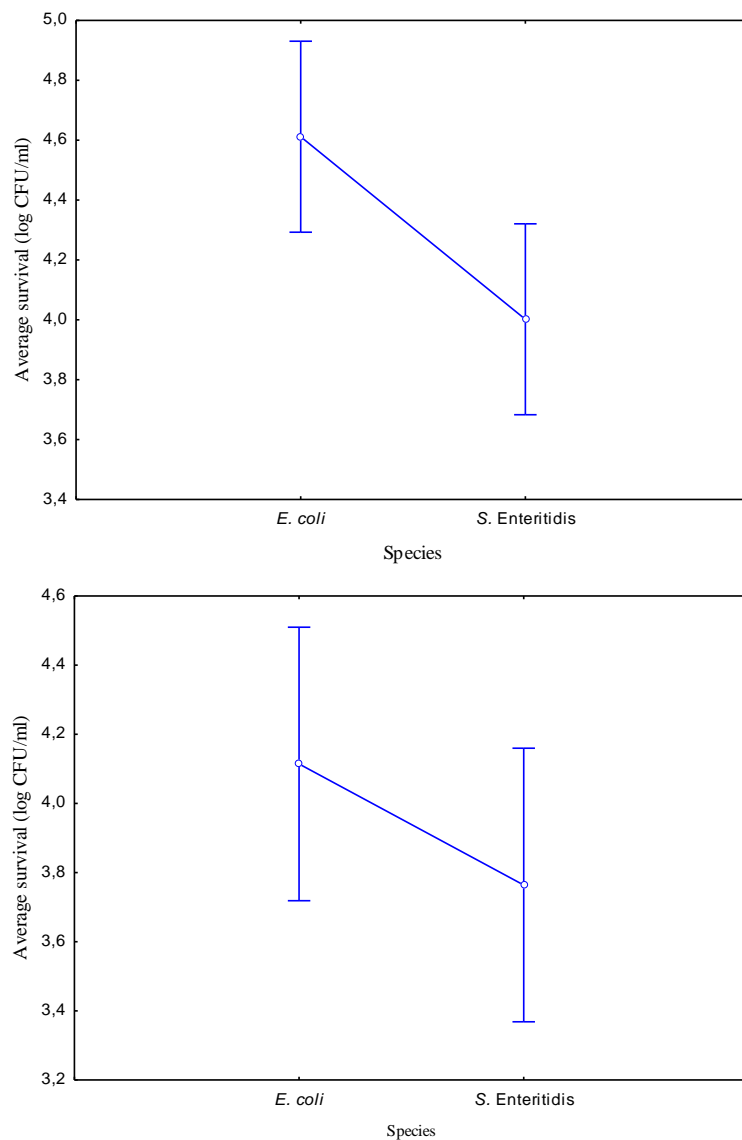 5,0
4,8
4,6
4,4
4,2
4,0
3,8
3,6
3,4
Average survival (log CFU/ml)
E. coli S. Enteritidis
Species
4,6
4,4
4,2
4,0
3,8
3,6
3,4
3,2
Average survival (log CFU/ml)
E. coli S. Enteritidis
Species